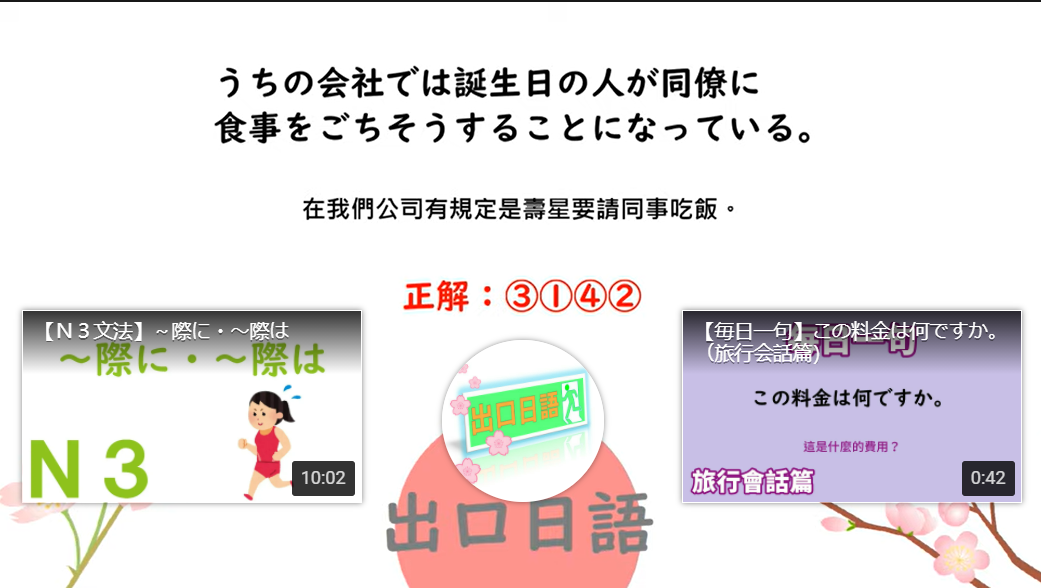 うちの会社では誕生日の人が同僚に
食事をごちそうすることになっている。
在我們公司有規定是壽星要請同事吃飯。
正解：③①④②
【Ｎ３文法】～際に・～際は
～際に・～際は
N3
10:02
出口日語
出口日語
【毎日一句】この料金は何ですか。
（旅行会話篇）
毎日一句
この料金は何ですか。
這是什麼的費用？
旅行會話篇
0:42